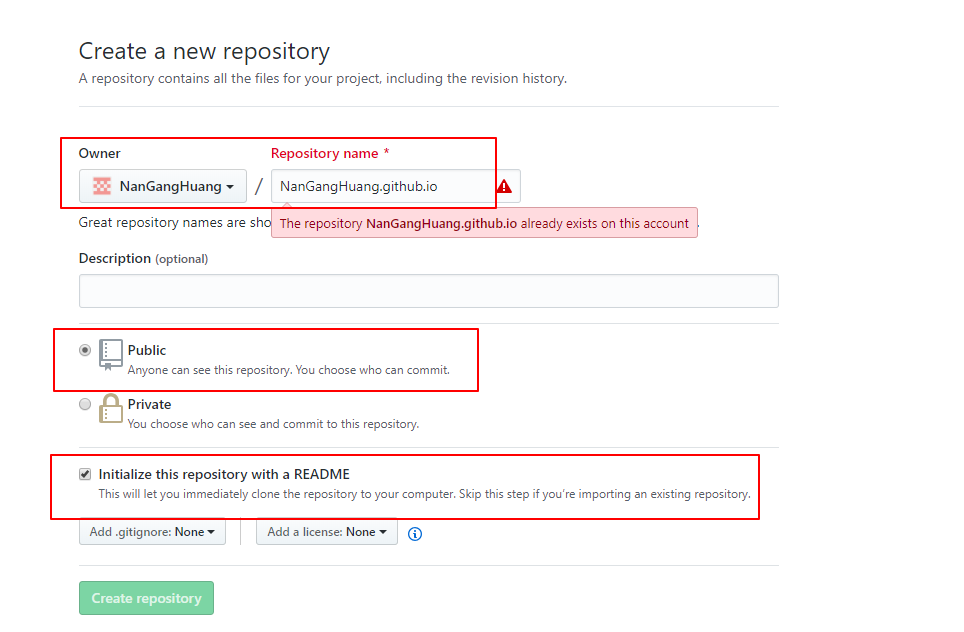 Create a new repository
A repository contains all the files for your project, including the revision history.
Owner
Repository name *
NanGangHuang / NanGangHuang.github.io
Great repository names are sho
The repository NanGangHuang.github.io already exists on this account
Description (optional)
Public
Anyone can see this repository. You choose who can commit.
Private
You choose who can see and commit to this repository.
Initialize this repository with a README
This will let you immediately clone the repository to your computer. Skip this step if you’re importing an existing repository.
Add .gitignore: None
Add a license: None
Create repository